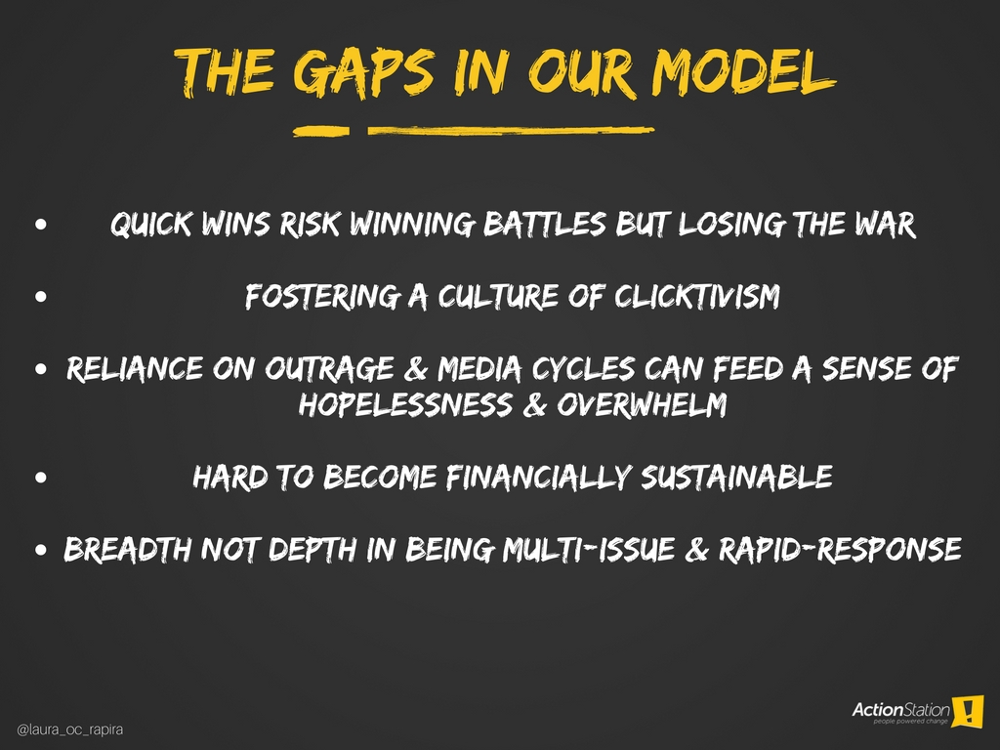 THE GAPS IN OUR MODEL
• QUICK WINS RISK WINNING BATTLES BUT LOSING THE WAR
• FOSTERING A CULTURE OF CLICKTIVISM
• RELIANCE ON OUTRAGE & MEDIA CYCLES CAN FEED A SENSE OF
HOPELESSNESS & OVERWHELM
• HARD TO BECOME FINANCIALLY SUSTAINABLE
• BREADTH NOT DEPTH IN BEING MULTI-ISSUE & RAPID-RESPONSE
ActionStation !
people powered change
@laura_oc_rapira